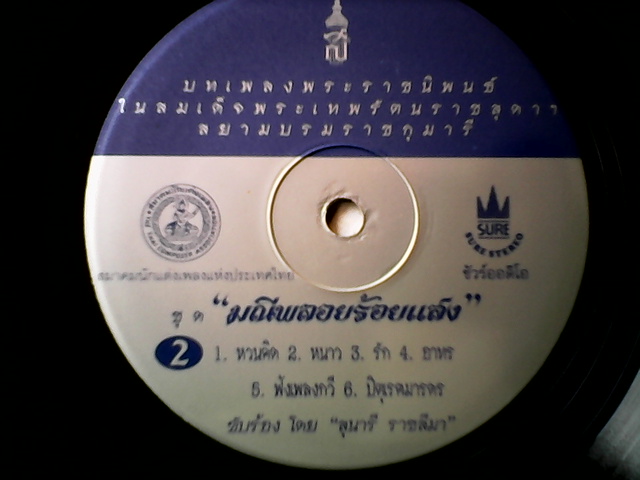 บทเพลงพระราชนิพนธ์
ในสมเด็จพระเทพรัตนราชสุดาฯ
สยามบรมราชกุมารี
THAI COMPOSER ASSOCIATION
SURE
SURE STEREO
สมาคมนักแต่งเพลงแห่งประเทศไทย
ชัวร์ออดิโอ
ชุด “มณีพลอยร้อยแสง”
2 1. หวนคิด 2. หนาว 3. รัก 4. อาหร
5. ฟังเพลงกวี 6. ปิตุเรศมารดร
ขับร้อง โดย “สุนารี ราชสีมา”